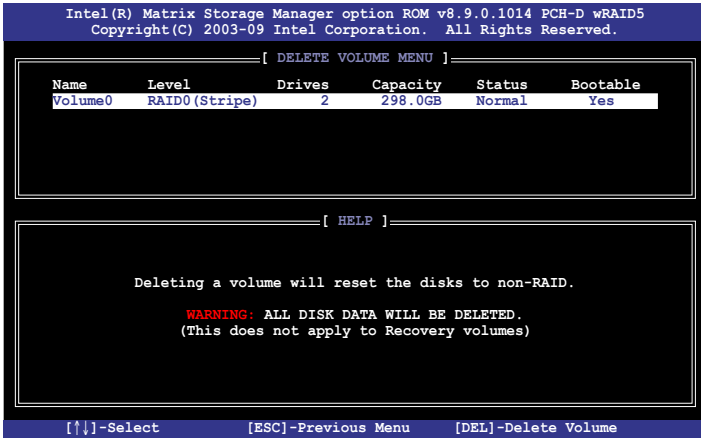 Intel(R) Matrix Storage Manager option ROM v8.9.0.1014 PCH-D wRAID5
Copyright(C) 2003-09 Intel Corporation.  All Rights Reserved.
[ DELETE VOLUME MENU ]
Name Level Drives Capacity Status Bootable
Volume0 RAID0(Stripe) 2 298.0GB Normal Yes
[ HELP ]
Deleting a volume will reset the disks to non-RAID.
WARNING: ALL DISK DATA WILL BE DELETED.
(This does not apply to Recovery volumes)
[↑↓]-Select [ESC]-Previous Menu [DEL]-Delete Volume